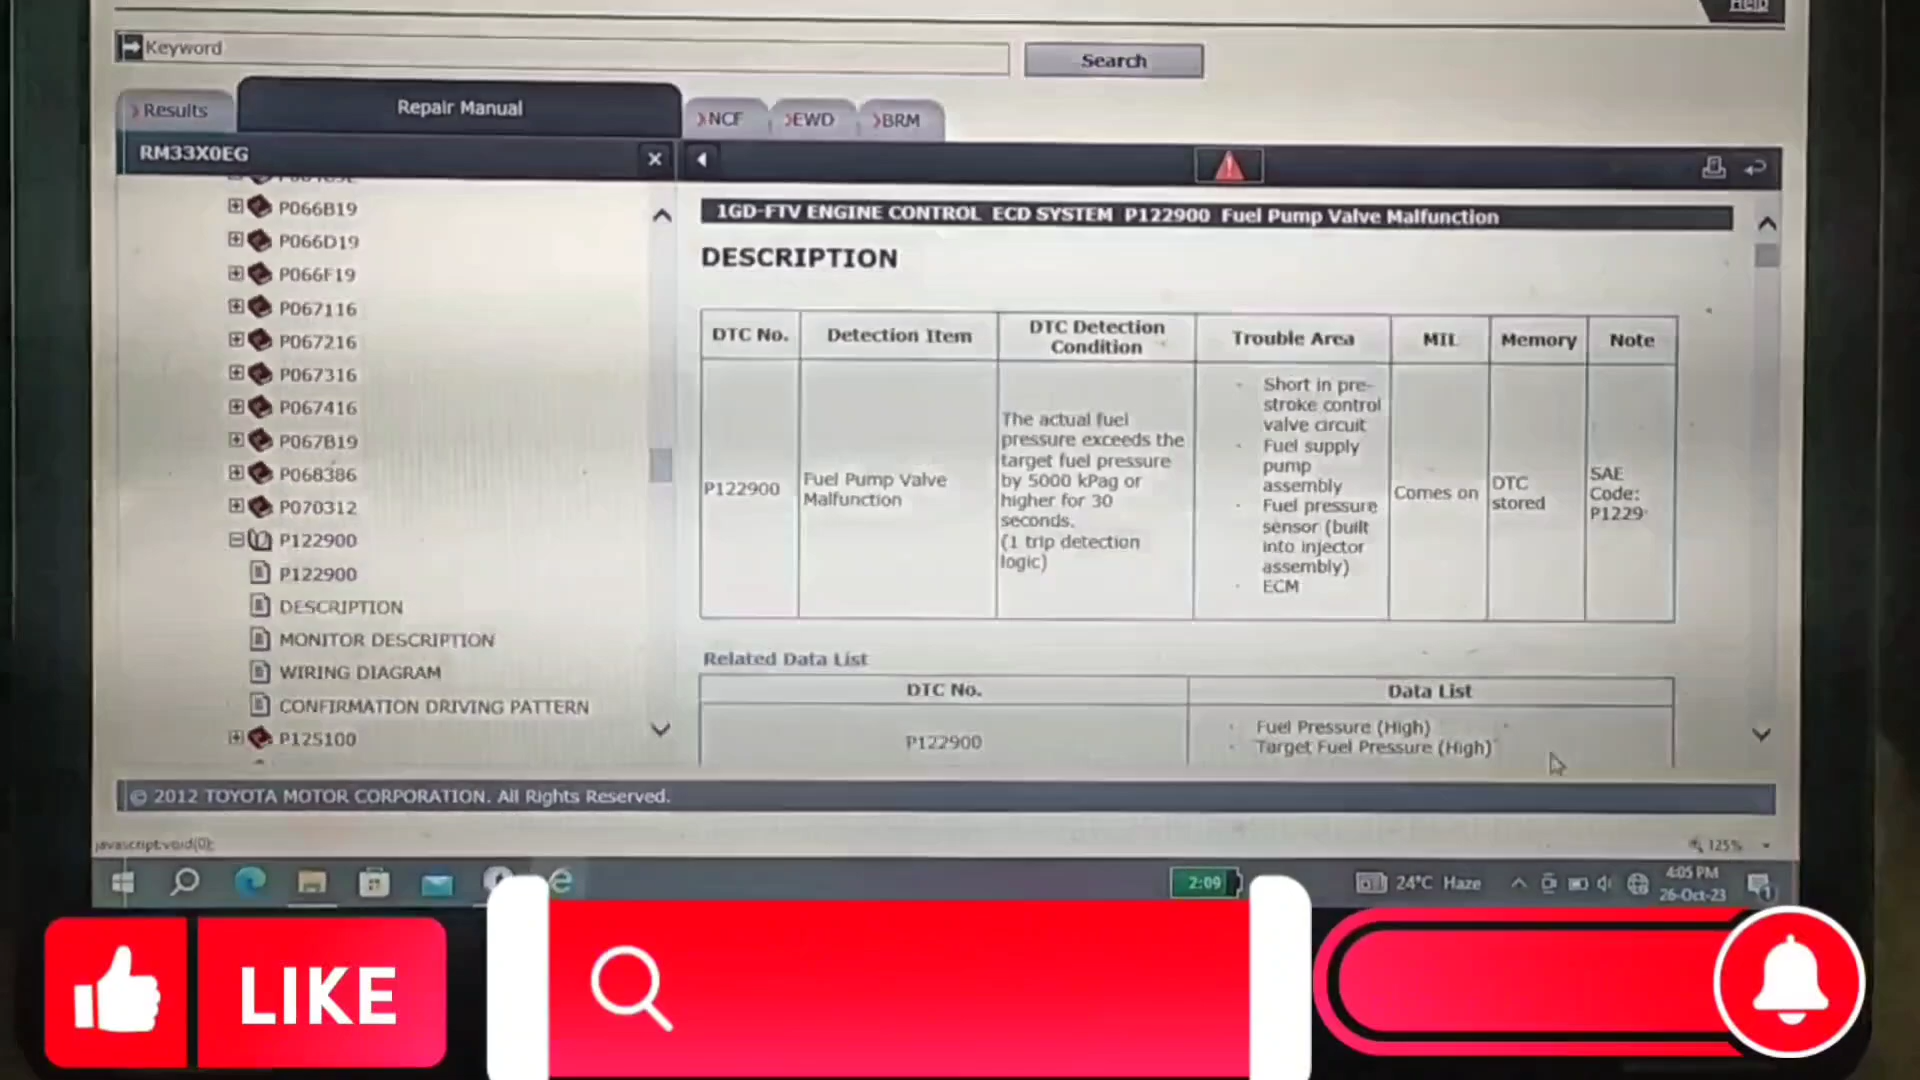 Help
Keyword
Search
Results
Repair Manual
NCF
EWD
BRM
RM33X0EG
P066B19
P066D19
P066F19
P067116
P067216
P067316
P067416
P067B19
P068386
P070312
P122900
P122900
DESCRIPTION
MONITOR DESCRIPTION
WIRING DIAGRAM
CONFIRMATION DRIVING PATTERN
P125100
1GD-FTV ENGINE CONTROL ECD SYSTEM P122900 Fuel Pump Valve Malfunction
DESCRIPTION
DTC No.
Detection Item
DTC Detection
Condition
Trouble Area
MIL
Memory
Note
P122900
Fuel Pump Valve
Malfunction
The actual fuel
pressure exceeds the
target fuel pressure
by 5000 kPag or
higher for 30
seconds.
(1 trip detection
logic)
· Short in pre-
stroke control
valve circuit
· Fuel supply
pump
assembly
· Fuel pressure
sensor (built
into injector
assembly)
· ECM
Comes on
DTC
stored
SAE
Code:
P1229
Related Data List
DTC No.
Data List
P122900
· Fuel Pressure (High)
· Target Fuel Pressure (High)
© 2012 TOYOTA MOTOR CORPORATION. All Rights Reserved.
javascript:void(0);
125%
2:09
24°C Haze
4:05 PM
26-Oct-23
1
LIKE